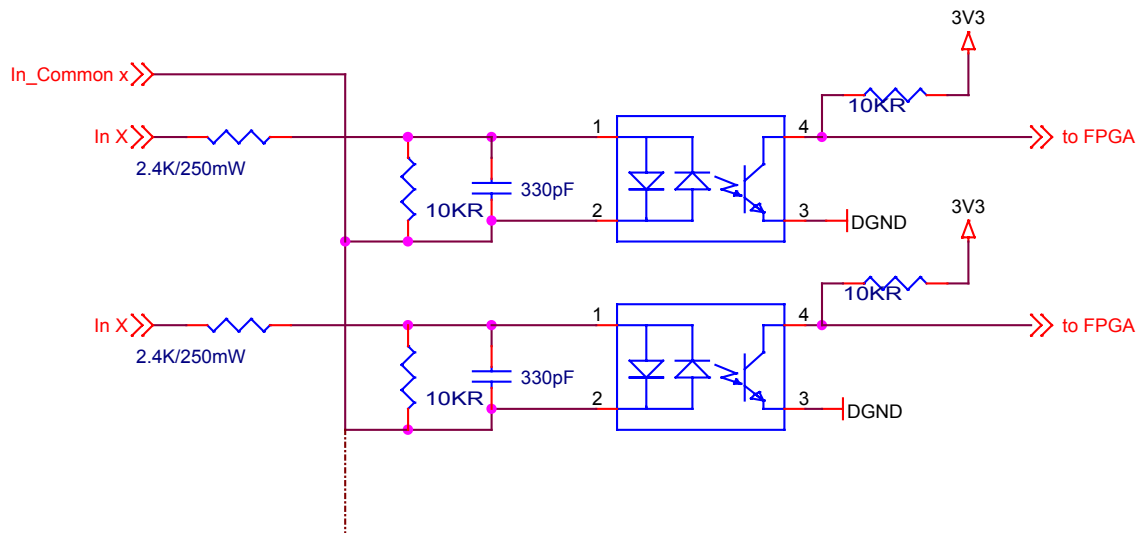 3V3
In_Common x
10KR
In X
1
4
to FPGA
2.4K/250mW
330pF
10KR
2
3
DGND
3V3
10KR
In X
1
4
to FPGA
2.4K/250mW
330pF
10KR
2
3
DGND